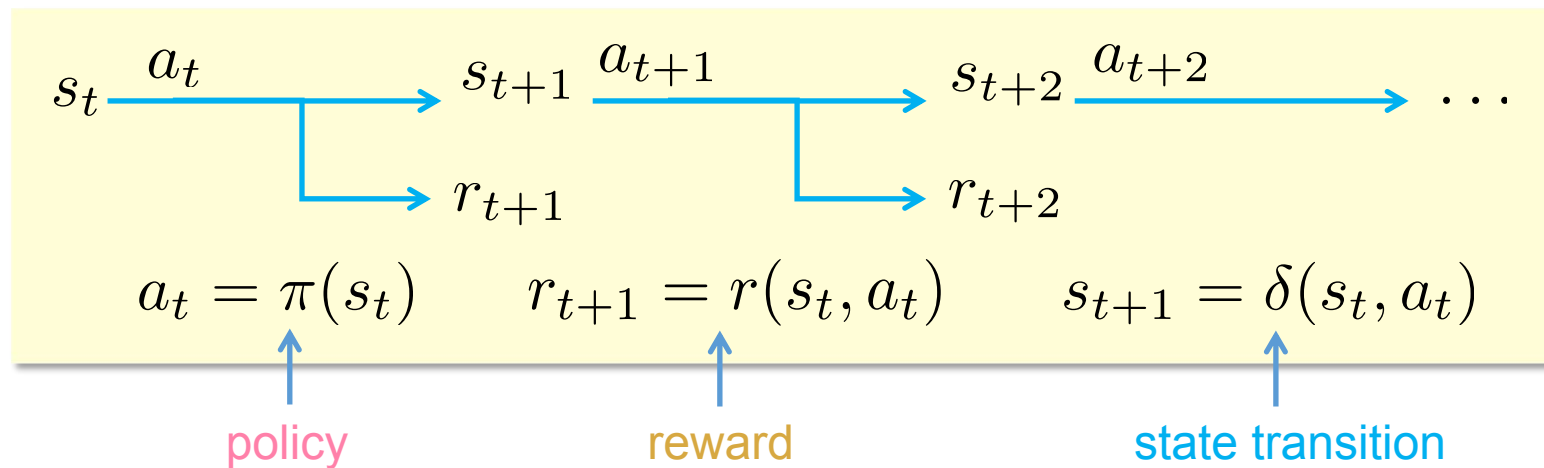 s_t a_t s_{t+1} a_{t+1} s_{t+2} a_{t+2} ...
r_{t+1} r_{t+2}
a_t = π(s_t) r_{t+1} = r(s_t, a_t) s_{t+1} = δ(s_t, a_t)
policy reward state transition